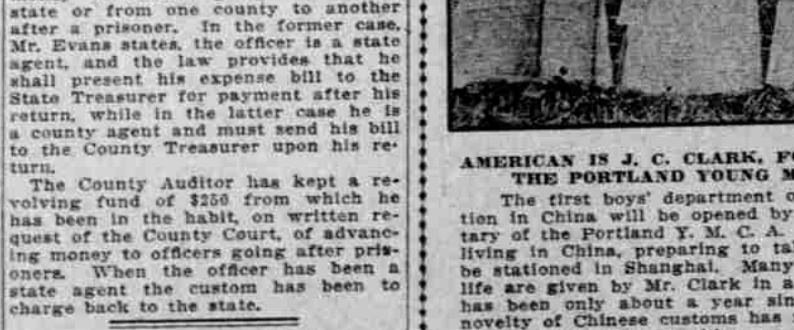 state or from one county to another
after a prisoner. In the former case,
Mr. Evans states, the officer is a state
agent, and the law provides that he
shall present his expense bill to the
State Treasurer for payment after his
return, while in the latter case he is
a county agent and must send his bill
to the County Treasurer upon his re-
turn.
The County Auditor has kept a re-
volving fund of $250 from which he
has been in the habit, on written re-
quest of the County Court, of advanc-
ing money to officers going after pris-
oners. When the officer has been a
state agent the custom has been to
charge back to the state.
AMERICAN IS J. C. CLARK, F
THE PORTLAND YOUNG M
The first boys' department o
tion in China will be opened by
tary of the Portland Y. M. C. A.
living in China, preparing to ta
be stationed in Shanghai. Many
life are given by Mr. Clark in a
has been only about a year sin
novelty of Chinese customs has